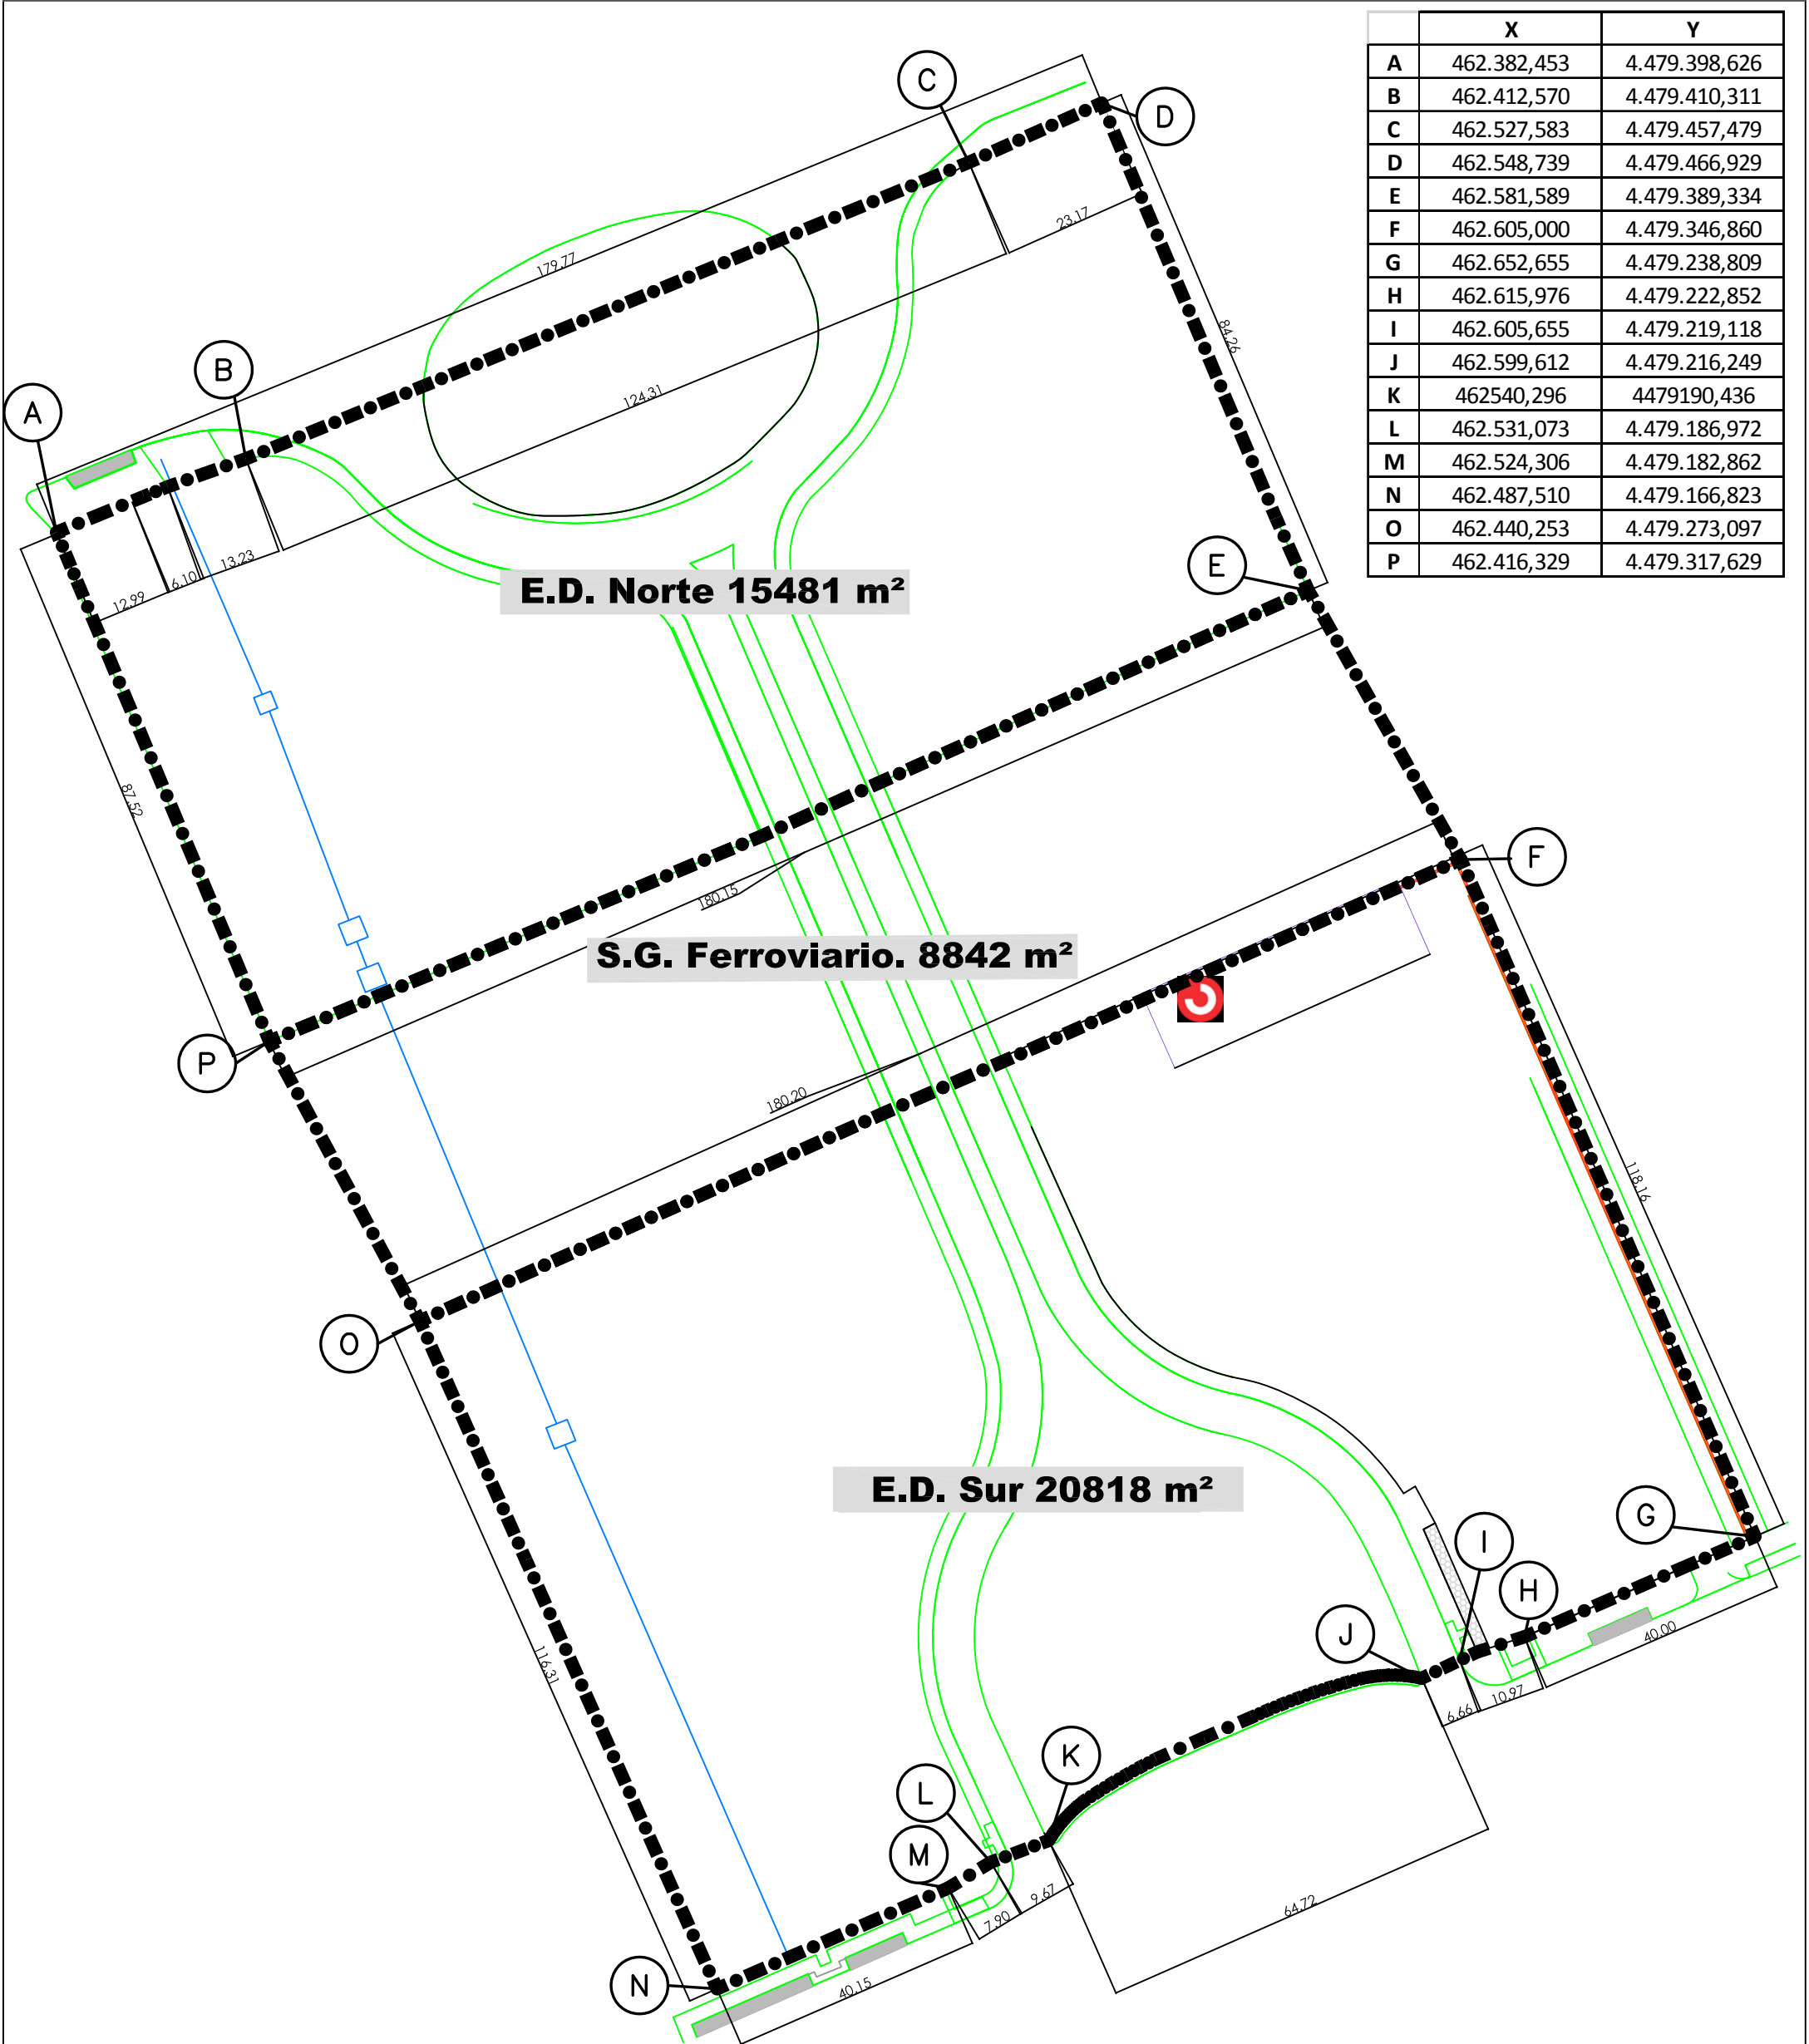 X Y
A 462.382,453 4.479.398,626
B 462.412,570 4.479.410,311
C 462.527,583 4.479.457,479
D 462.548,739 4.479.466,929
E 462.581,589 4.479.389,334
F 462.605,000 4.479.346,860
G 462.652,655 4.479.238,809
H 462.615,976 4.479.222,852
I 462.605,655 4.479.219,118
J 462.599,612 4.479.216,249
K 462540,296 4479190,436
L 462.531,073 4.479.186,972
M 462.524,306 4.479.182,862
N 462.487,510 4.479.166,823
O 462.440,253 4.479.273,097
P 462.416,329 4.479.317,629
C
D
23.17
179.77
84.26
B
124.31
A
13.23
6.10
12.99
E
E.D. Norte 15481 m²
87.52
F
180.15
S.G. Ferroviario. 8842 m²
P
180.20
118.16
O
E.D. Sur 20818 m²
G
I
H
J
40.00
116.31
10.97
6.66
K
L
M
9.67
7.90
64.72
N
40.15